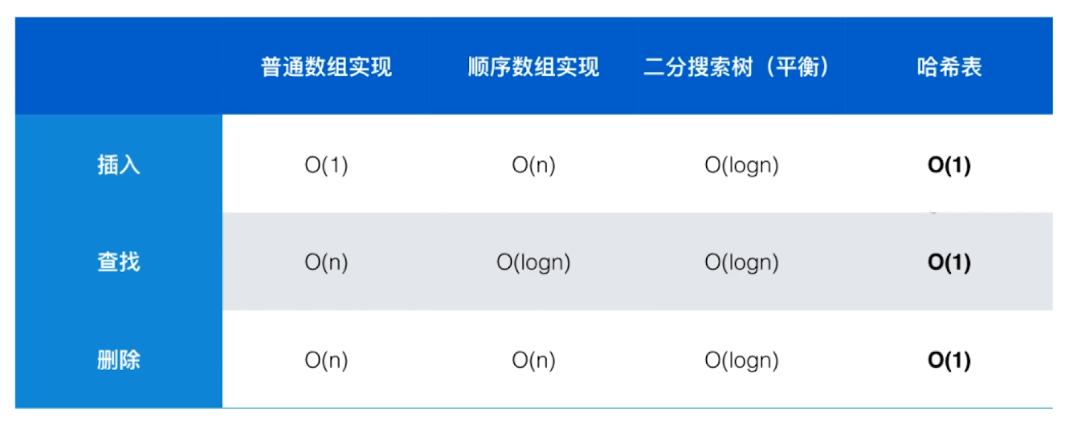 普通数组实现 顺序数组实现 二分搜索树（平衡） 哈希表
插入 O(1) O(n) O(logn) O(1)
查找 O(n) O(logn) O(logn) O(1)
删除 O(n) O(n) O(logn) O(1)